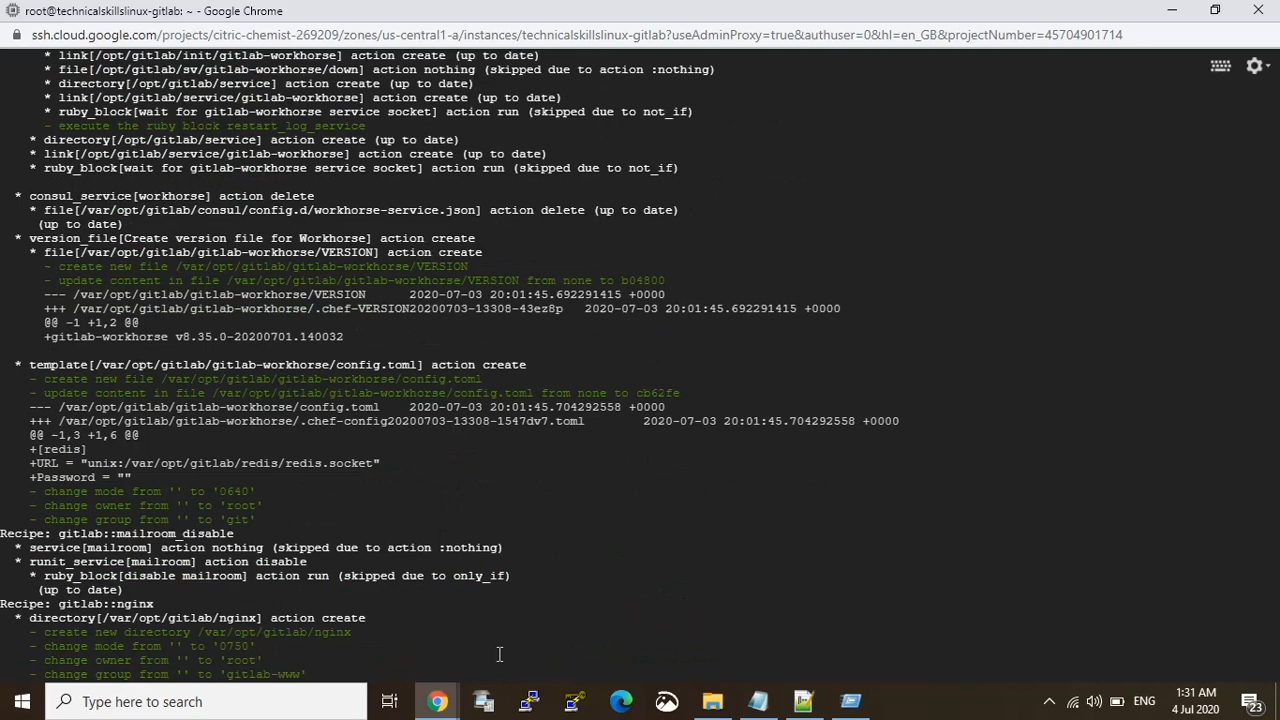 root@technicalskillslinux-gitlab: ~ - Google Chrome
ssh.cloud.google.com/projects/citric-chemist-269209/zones/us-central1-a/instances/technicalskillslinux-gitlab?useAdminProxy=true&authuser=0&hl=en_GB&projectNumber=45704901714
* link[/opt/gitlab/init/gitlab-workhorse] action create (up to date)
* file[/opt/gitlab/sv/gitlab-workhorse/down] action nothing (skipped due to action :nothing)
* directory[/opt/gitlab/service] action create (up to date)
* link[/opt/gitlab/service/gitlab-workhorse] action create (up to date)
* ruby_block[wait for gitlab-workhorse service socket] action run (skipped due to not_if)
- execute the ruby block restart_log_service
* directory[/opt/gitlab/service] action create (up to date)
* link[/opt/gitlab/service/gitlab-workhorse] action create (up to date)
* ruby_block[wait for gitlab-workhorse service socket] action run (skipped due to not_if)
* consul_service[workhorse] action delete
* file[/var/opt/gitlab/consul/config.d/workhorse-service.json] action delete (up to date)
(up to date)
* version_file[Create version file for Workhorse] action create
* file[/var/opt/gitlab/gitlab-workhorse/VERSION] action create
- create new file /var/opt/gitlab/gitlab-workhorse/VERSION
- update content in file /var/opt/gitlab/gitlab-workhorse/VERSION from none to b04800
--- /var/opt/gitlab/gitlab-workhorse/VERSION 2020-07-03 20:01:45.692291415 +0000
+++ /var/opt/gitlab/gitlab-workhorse/.chef-VERSION20200703-13308-43ez8p 2020-07-03 20:01:45.692291415 +0000
@@ -1 +1,2 @@
+gitlab-workhorse v8.35.0-20200701.140032
* template[/var/opt/gitlab/gitlab-workhorse/config.toml] action create
- create new file /var/opt/gitlab/gitlab-workhorse/config.toml
- update content in file /var/opt/gitlab/gitlab-workhorse/config.toml from none to cb62fe
--- /var/opt/gitlab/gitlab-workhorse/config.toml 2020-07-03 20:01:45.704292558 +0000
+++ /var/opt/gitlab/gitlab-workhorse/.chef-config20200703-13308-1547dv7.toml 2020-07-03 20:01:45.704292558 +0000
@@ -1,3 +1,6 @@
+[redis]
+URL = "unix:/var/opt/gitlab/redis/redis.socket"
+Password = ""
- change mode from '' to '0640'
- change owner from '' to 'root'
- change group from '' to 'git'
Recipe: gitlab::mailroom_disable
* service[mailroom] action nothing (skipped due to action :nothing)
* runit_service[mailroom] action disable
* ruby_block[disable mailroom] action run (skipped due to only_if)
(up to date)
Recipe: gitlab::nginx
* directory[/var/opt/gitlab/nginx] action create
- create new directory /var/opt/gitlab/nginx
- change mode from '' to '0750'
- change owner from '' to 'root'
- change group from '' to 'gitlab-www'
Type here to search
ENG
1:31 AM
4 Jul 2020
23